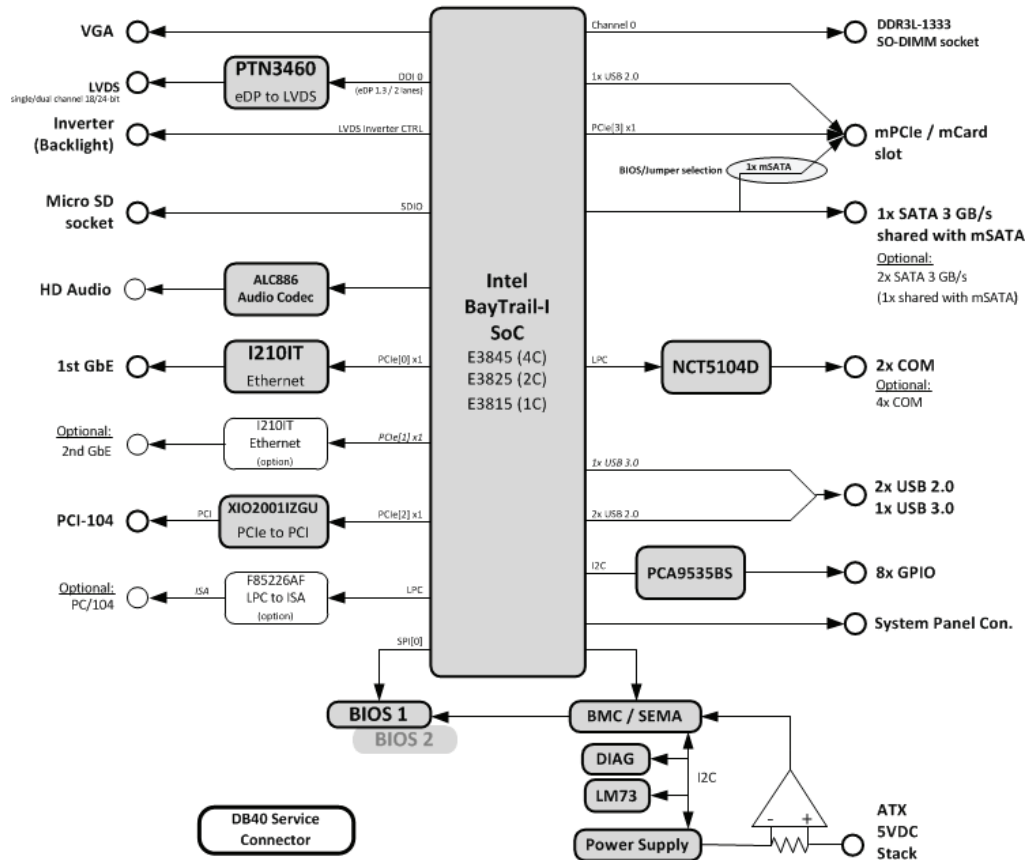 VGA
LVDS
single/dual channel 18/24-bit
PTN3460
eDP to LVDS
DDI 0
(eDP 1.3 / 2 lanes)
Inverter
(Backlight)
LVDS Inverter CTRL
Micro SD
socket
SDIO
HD Audio
ALC886
Audio Codec
1st GbE
I210IT
Ethernet
PCIe[0] x1
Optional:
2nd GbE
I210IT
Ethernet
(option)
PCIe[1] x1
PCI-104
PCI
XIO2001IZGU
PCIe to PCI
PCIe[2] x1
Optional:
PC/104
ISA
F85226AF
LPC to ISA
(option)
LPC
SPI[0]
Intel
BayTrail-I
SoC
E3845 (4C)
E3825 (2C)
E3815 (1C)
Channel 0
DDR3L-1333
SO-DIMM socket
1x USB 2.0
PCIe[3] x1
mPCIe / mCard
slot
BIOS/Jumper selection
1x mSATA
1x SATA 3 GB/s
shared with mSATA
Optional:
2x SATA 3 GB/s
(1x shared with mSATA)
LPC
NCT5104D
2x COM
Optional:
4x COM
1x USB 3.0
2x USB 2.0
2x USB 2.0
1x USB 3.0
I2C
PCA9535BS
8x GPIO
System Panel Con.
BIOS 1
BIOS 2
BMC / SEMA
DIAG
LM73
I2C
Power Supply
- +
ATX
5VDC
Stack
DB40 Service
Connector